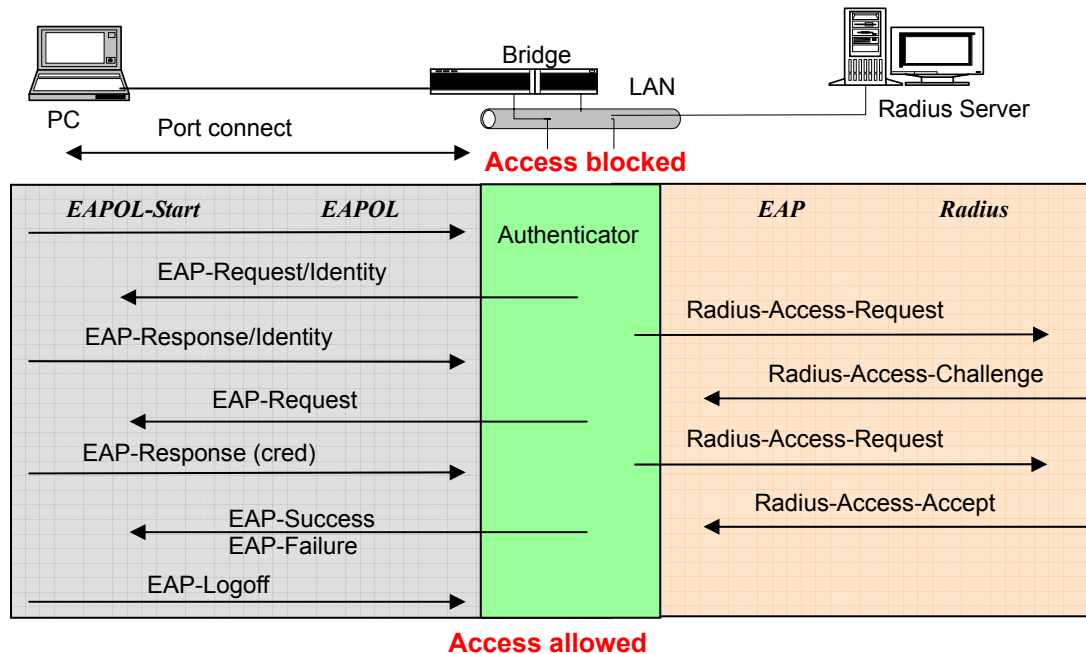 Bridge
LAN
PC
Radius Server
Port connect
Access blocked
EAPOL-Start EAPOL
EAP Radius
Authenticator
EAP-Request/Identity
Radius-Access-Request
EAP-Response/Identity
Radius-Access-Challenge
EAP-Request
Radius-Access-Request
EAP-Response (cred)
Radius-Access-Accept
EAP-Success
EAP-Failure
EAP-Logoff
Access allowed